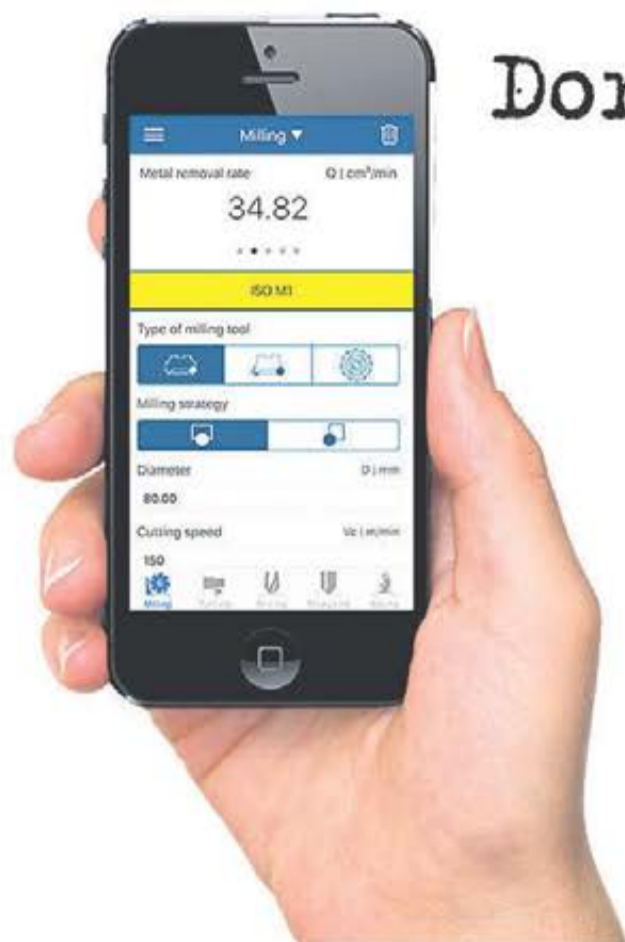 Dor
Milling ▼
Metal removal rate Q | cm³/min
34.82
ISO M1
Type of milling tool
Milling strategy
Diameter D | mm
80.00
Cutting speed Vc | m/min
150
Milling